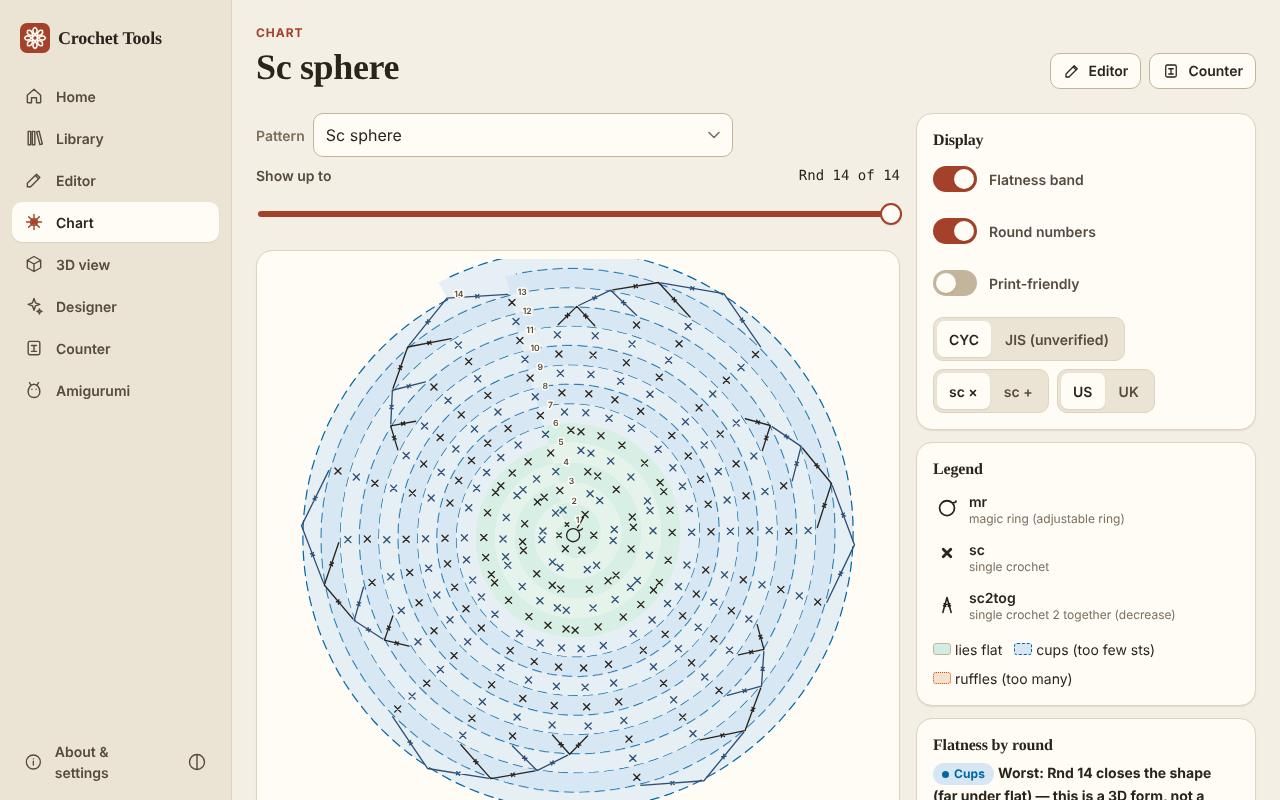 Crochet Tools
Home
Library
Editor
Chart
3D view
Designer
Counter
Amigurumi
About &
settings
CHART
Sc sphere
Editor
Counter
Pattern
Sc sphere
Show up to
Rnd 14 of 14
14
13
12
11
10
9
8
7
6
5
4
3
2
1
Display
Flatness band
Round numbers
Print-friendly
CYC
JIS (unverified)
sc ×
sc +
US
UK
Legend
mr
magic ring (adjustable ring)
sc
single crochet
sc2tog
single crochet 2 together (decrease)
lies flat
cups (too few sts)
ruffles (too many)
Flatness by round
Cups Worst: Rnd 14 closes the shape
(far under flat) — this is a 3D form, not a